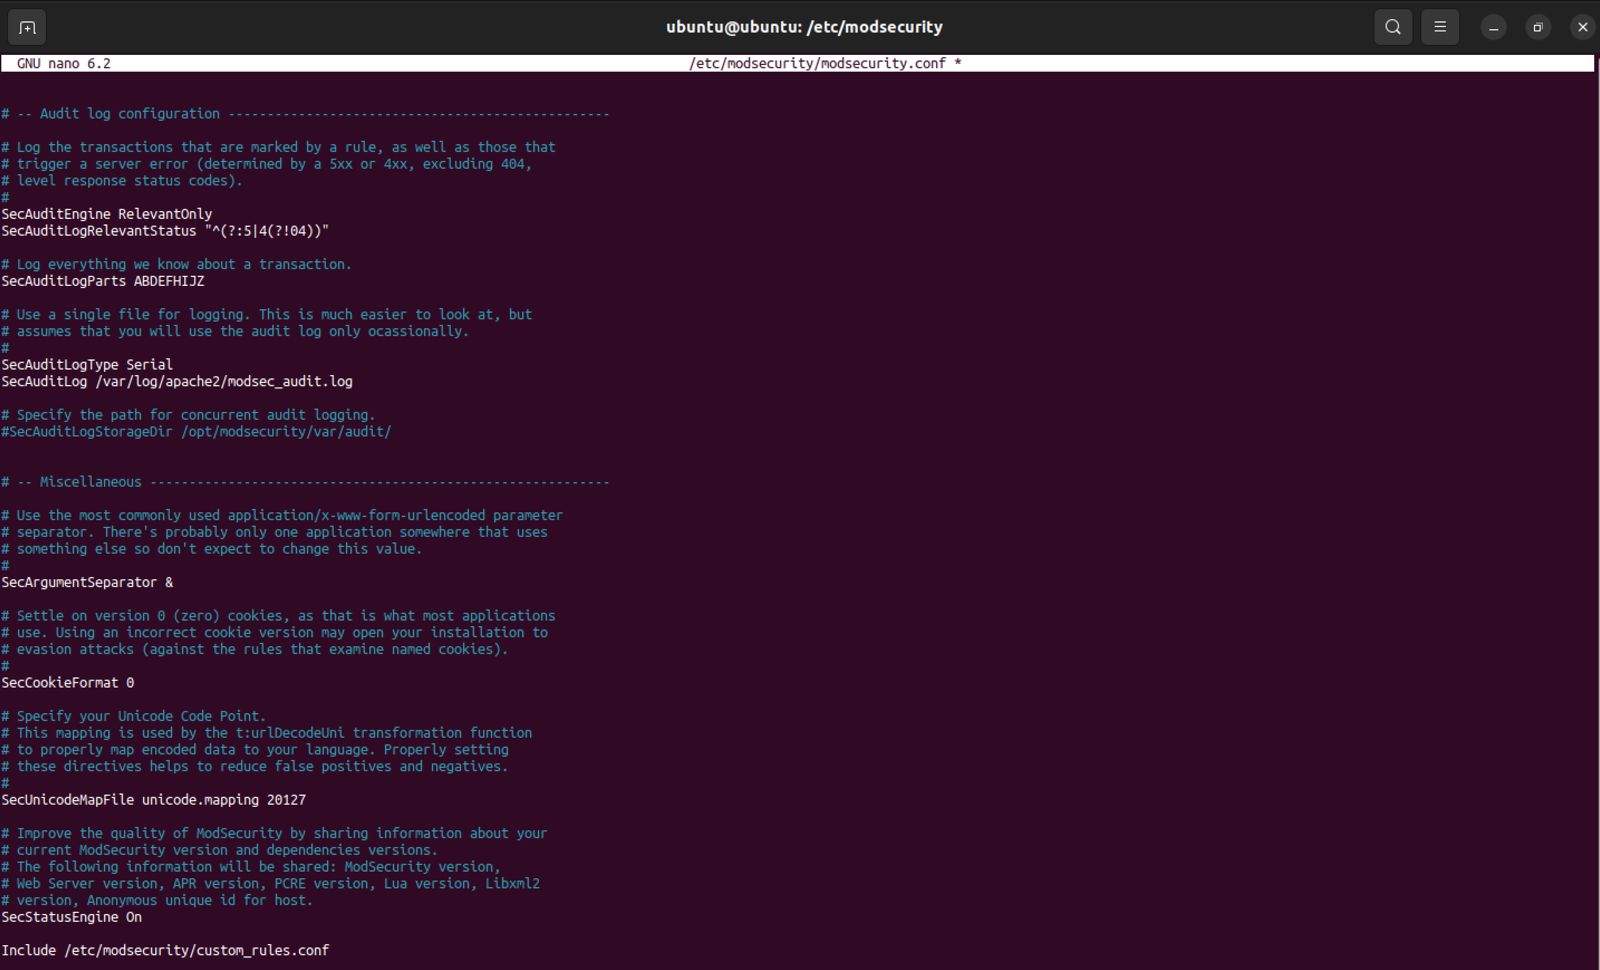 ubuntu@ubuntu: /etc/modsecurity
GNU nano 6.2 /etc/modsecurity/modsecurity.conf *
# -- Audit log configuration -------------------------------------------------
# Log the transactions that are marked by a rule, as well as those that
# trigger a server error (determined by a 5xx or 4xx, excluding 404,
# level response status codes).
#
SecAuditEngine RelevantOnly
SecAuditLogRelevantStatus "^(?:5|4(?!04))"
# Log everything we know about a transaction.
SecAuditLogParts ABDEFHIJZ
# Use a single file for logging. This is much easier to look at, but
# assumes that you will use the audit log only ocassionally.
#
SecAuditLogType Serial
SecAuditLog /var/log/apache2/modsec_audit.log
# Specify the path for concurrent audit logging.
#SecAuditLogStorageDir /opt/modsecurity/var/audit/
# -- Miscellaneous -----------------------------------------------------------
# Use the most commonly used application/x-www-form-urlencoded parameter
# separator. There's probably only one application somewhere that uses
# something else so don't expect to change this value.
#
SecArgumentSeparator &
# Settle on version 0 (zero) cookies, as that is what most applications
# use. Using an incorrect cookie version may open your installation to
# evasion attacks (against the rules that examine named cookies).
#
SecCookieFormat 0
# Specify your Unicode Code Point.
# This mapping is used by the t:urlDecodeUni transformation function
# to properly map encoded data to your language. Properly setting
# these directives helps to reduce false positives and negatives.
#
SecUnicodeMapFile unicode.mapping 20127
# Improve the quality of ModSecurity by sharing information about your
# current ModSecurity version and dependencies versions.
# The following information will be shared: ModSecurity version,
# Web Server version, APR version, PCRE version, Lua version, Libxml2
# version, Anonymous unique id for host.
SecStatusEngine On
Include /etc/modsecurity/custom_rules.conf